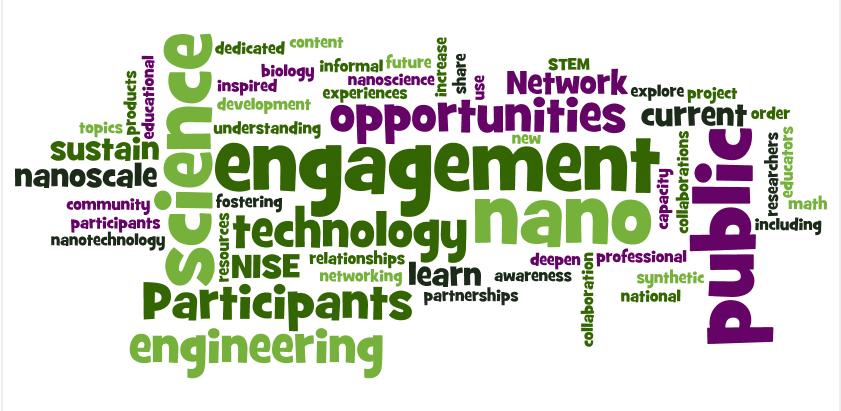 science
dedicated
content
biology
informal
future
increase
share
use
STEM
inspired
nanoscience
experiences
Network
explore
project
products
educational
development
topics
understanding
opportunities
new
current
order
sustain
nanoscale
engagement
collaborations
capacity
public
researchers
educators
math
including
community
participants
nanotechnology
fostering
resources
technology
nano
NISE
relationships
networking
learn
awareness
deepen
professional
collaboration
synthetic
national
partnerships
Participants
engineering